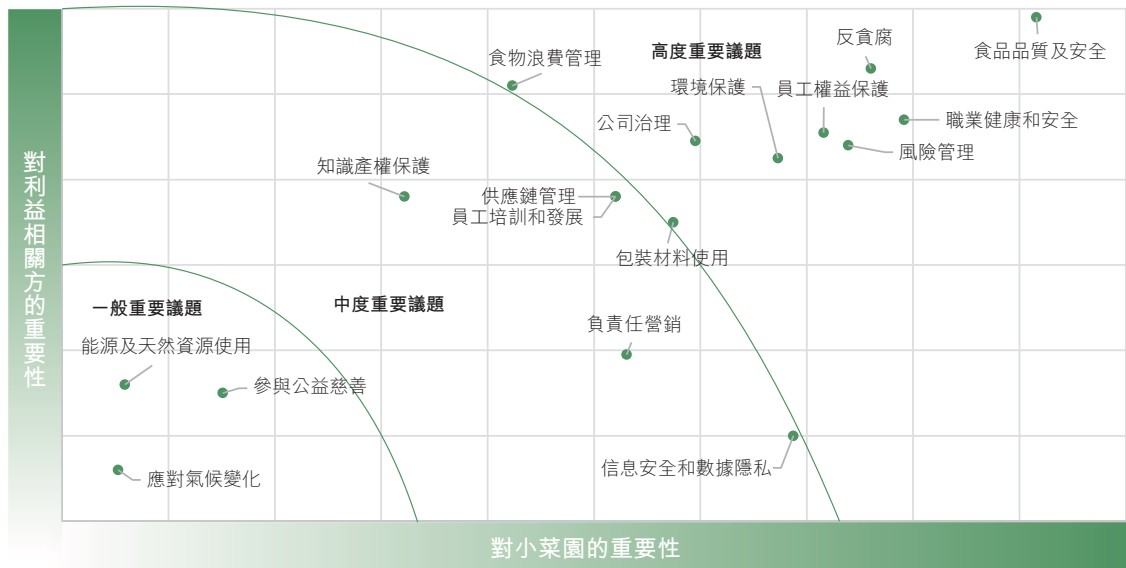 對利益相關方的重要性
反貪腐
高度重要議題
食品品質及安全
食物浪費管理
環境保護
員工權益保護
公司治理
職業健康和安全
風險管理
知識產權保護
供應鏈管理
員工培訓和發展
包裝材料使用
一般重要議題
中度重要議題
負責任營銷
能源及天然資源使用
參與公益慈善
信息安全和數據隱私
應對氣候變化
對小菜園的重要性